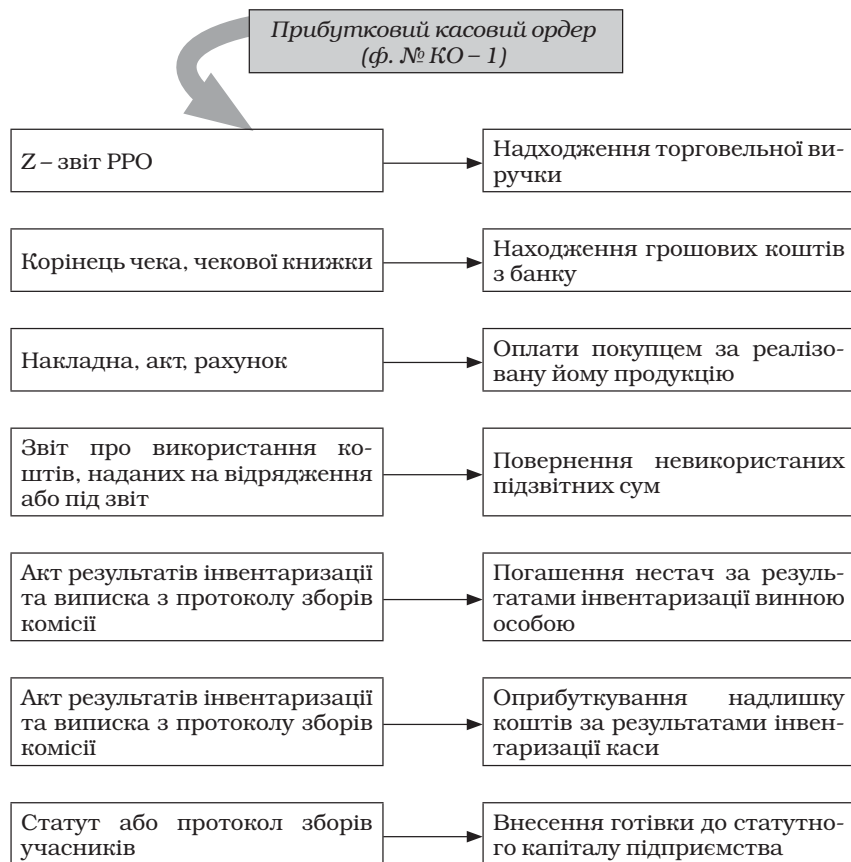 Прибутковий касовий ордер
(ф. № КО – 1)
Z – звіт РРО
Надходження торговельної ви-
ручки
Корінець чека, чекової книжки
Находження грошових коштів
з банку
Накладна, акт, рахунок
Оплати покупцем за реалізо-
вану йому продукцію
Звіт про використання ко-
штів, наданих на відрядження
або під звіт
Повернення невикористаних
підзвітних сум
Акт результатів інвентаризації
та виписка з протоколу зборів
комісії
Погашення нестач за резуль-
татами інвентаризації винною
особою
Акт результатів інвентаризації
та виписка з протоколу зборів
комісії
Оприбуткування надлишку
коштів за результатами інвен-
таризації каси
Статут або протокол зборів
учасників
Внесення готівки до статутно-
го капіталу підприємства